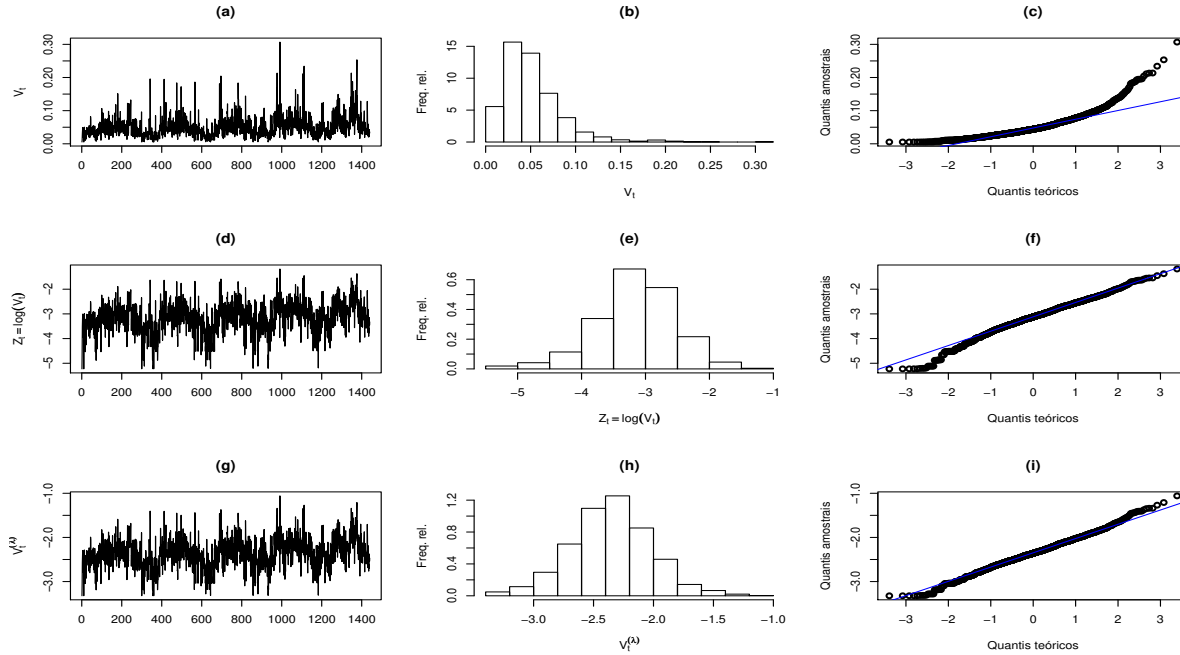 (a)
V_t
0.00 0.10 0.20 0.30
0 200 400 600 800 1000 1200 1400
(b)
Freq. rel.
0 5 10 15
0.00 0.05 0.10 0.15 0.20 0.25 0.30
V_t
(c)
Quantis amostrais
0.00 0.10 0.20 0.30
-3 -2 -1 0 1 2 3
Quantis teóricos
(d)
Z_t = log(V_t)
-5 -4 -3 -2
0 200 400 600 800 1000 1200 1400
(e)
Freq. rel.
0.0 0.2 0.4 0.6
-5 -4 -3 -2 -1
Z_t = log(V_t)
(f)
Quantis amostrais
-5 -4 -3 -2
-3 -2 -1 0 1 2 3
Quantis teóricos
(g)
V_t^(λ)
-3.0 -2.0 -1.0
0 200 400 600 800 1000 1200 1400
(h)
Freq. rel.
0.0 0.4 0.8 1.2
-3.0 -2.5 -2.0 -1.5 -1.0
V_t^(λ)
(i)
Quantis amostrais
-3.0 -2.0 -1.0
-3 -2 -1 0 1 2 3
Quantis teóricos